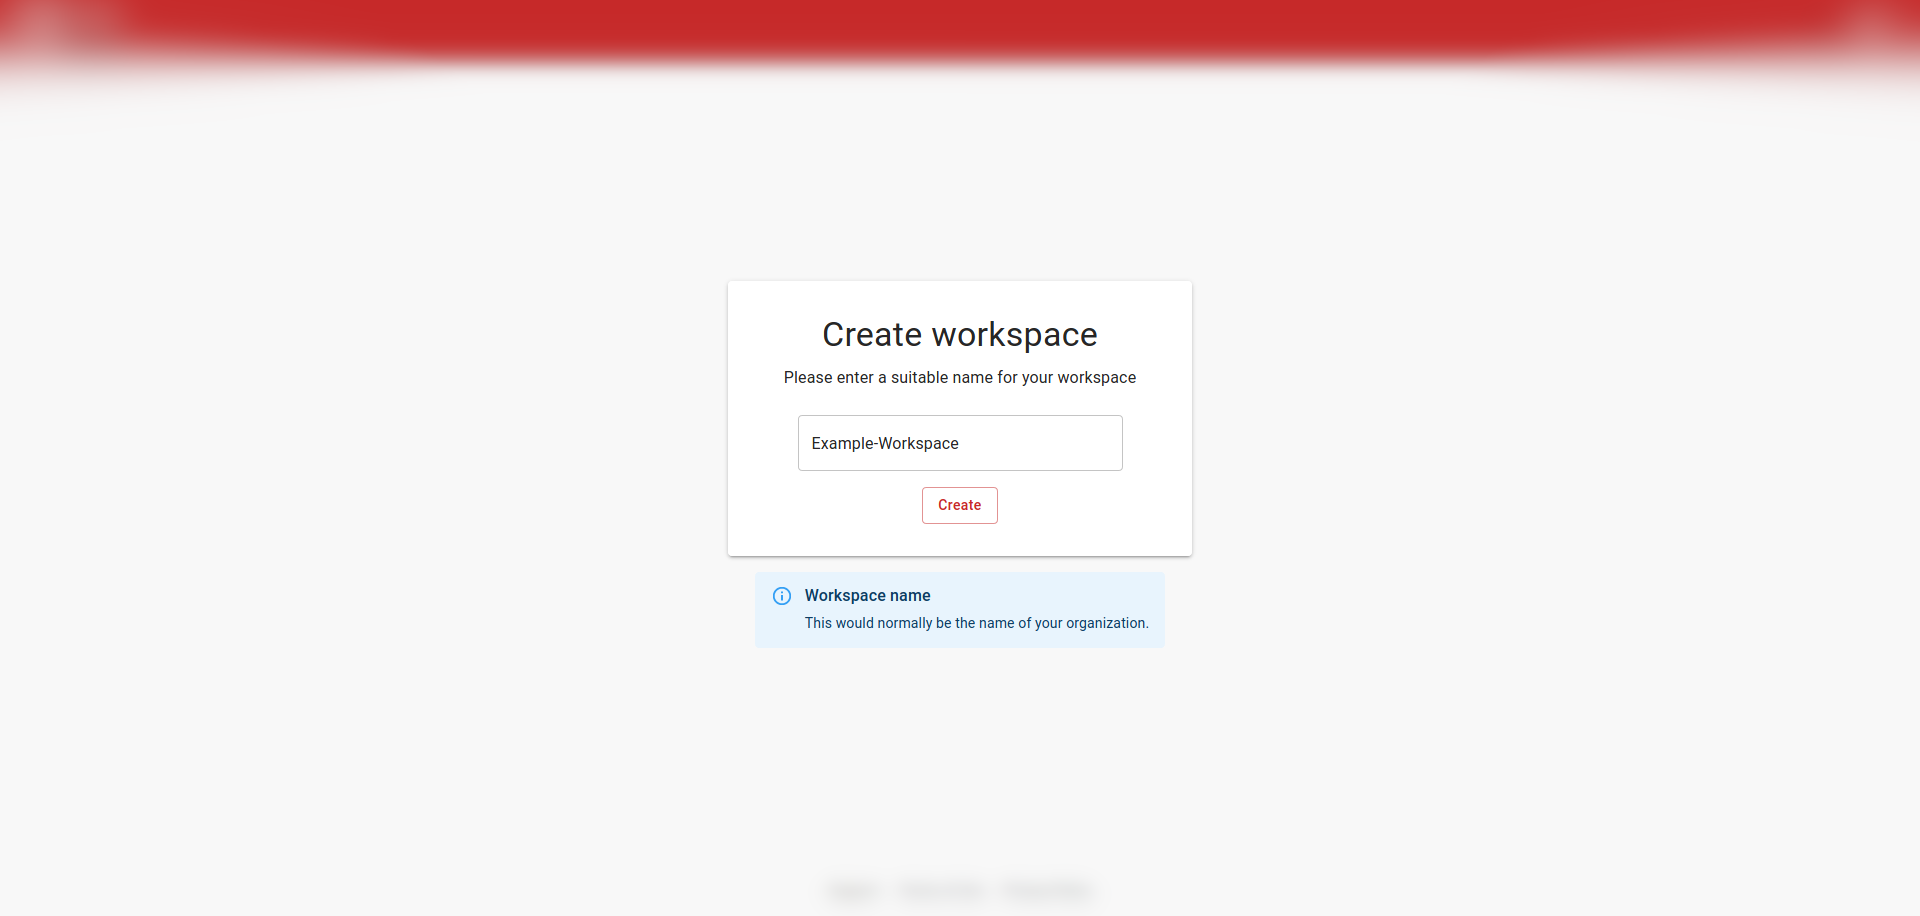 Create workspace
Please enter a suitable name for your workspace
Example-Workspace
Create
Workspace name
This would normally be the name of your organization.